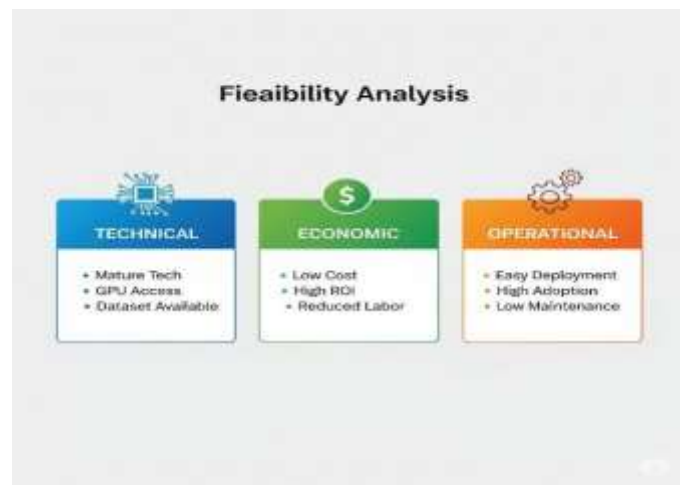 Fieaibility Analysis
$
TECHNICAL
• Mature Tech
• GPU Access
• Dataset Available
ECONOMIC
• Low Cost
• High ROI
• Reduced Labor
OPERATIONAL
• Easy Deployment
• High Adoption
• Low Maintenance